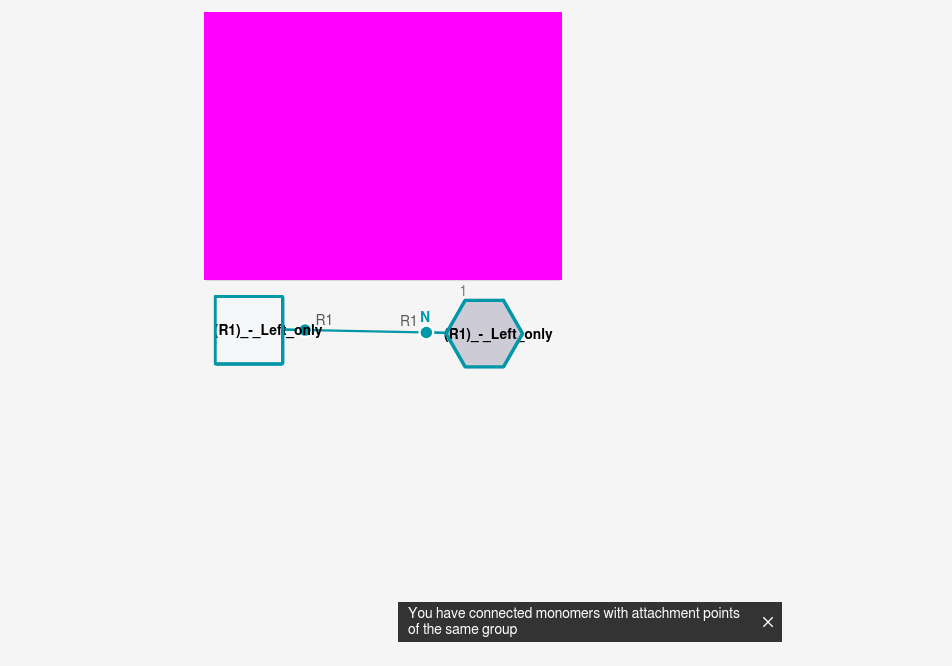 1
(R1)_-_Left_only
R1
R1
N
(R1)_-_Left_only
You have connected monomers with attachment points
of the same group